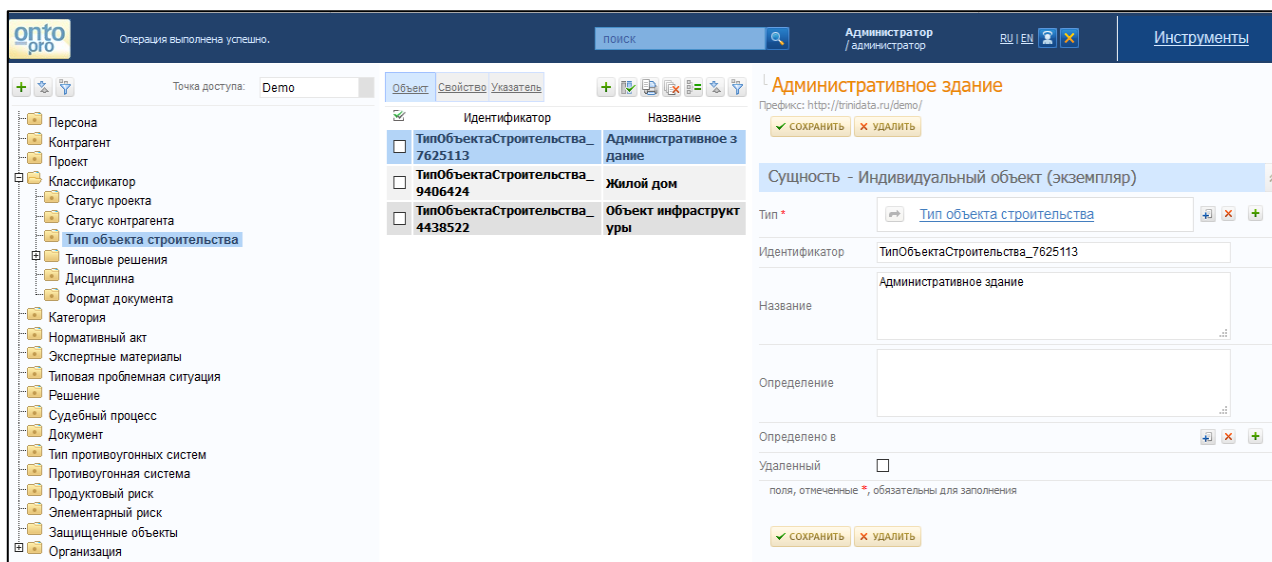 onto
pro
Операция выполнена успешно.
поиск
Администратор
/ администратор
RU | EN
Инструменты
Точка доступа:
Demo
Персона
Контрагент
Проект
Классификатор
Статус проекта
Статус контрагента
Тип объекта строительства
Типовые решения
Дисциплина
Формат документа
Категория
Нормативный акт
Экспертные материалы
Типовая проблемная ситуация
Решение
Судебный процесс
Документ
Тип противоугонных систем
Противоугонная система
Продуктовый риск
Элементарный риск
Защищенные объекты
Организация
Объект Свойство Указатель
Идентификатор Название
ТипОбъектаСтроительства_ Административное з
7625113 дание
ТипОбъектаСтроительства_
9406424
Жилой дом
ТипОбъектаСтроительства_ Объект инфраструкт
4438522 уры
Административное здание
Префикс: http://trinidata.ru/demo/
СОХРАНИТЬ УДАЛИТЬ
Сущность - Индивидуальный объект (экземпляр)
Тип * Тип объекта строительства
Идентификатор ТипОбъектаСтроительства_7625113
Название Административное здание
Определение
Определено в
Удаленный
поля, отмеченные *, обязательны для заполнения
СОХРАНИТЬ УДАЛИТЬ